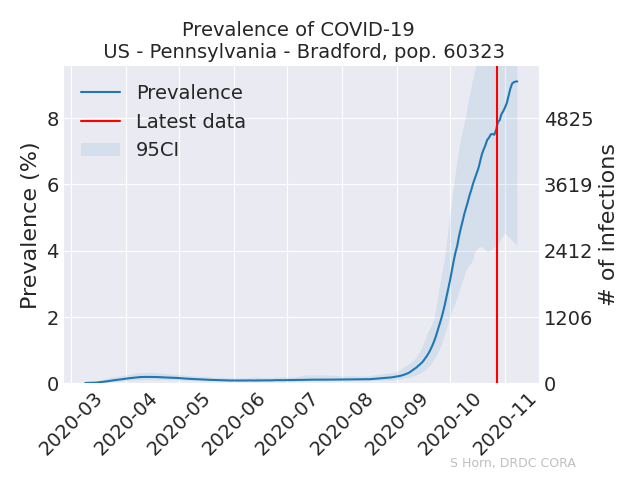 Prevalence of COVID-19
US - Pennsylvania - Bradford, pop. 60323
Prevalence
Latest data
95CI
Prevalence (%)
8
6
4
2
0
4825
3619
2412
1206
0
# of infections
2020-03
2020-04
2020-05
2020-06
2020-07
2020-08
2020-09
2020-10
2020-11
S Horn, DRDC CORA